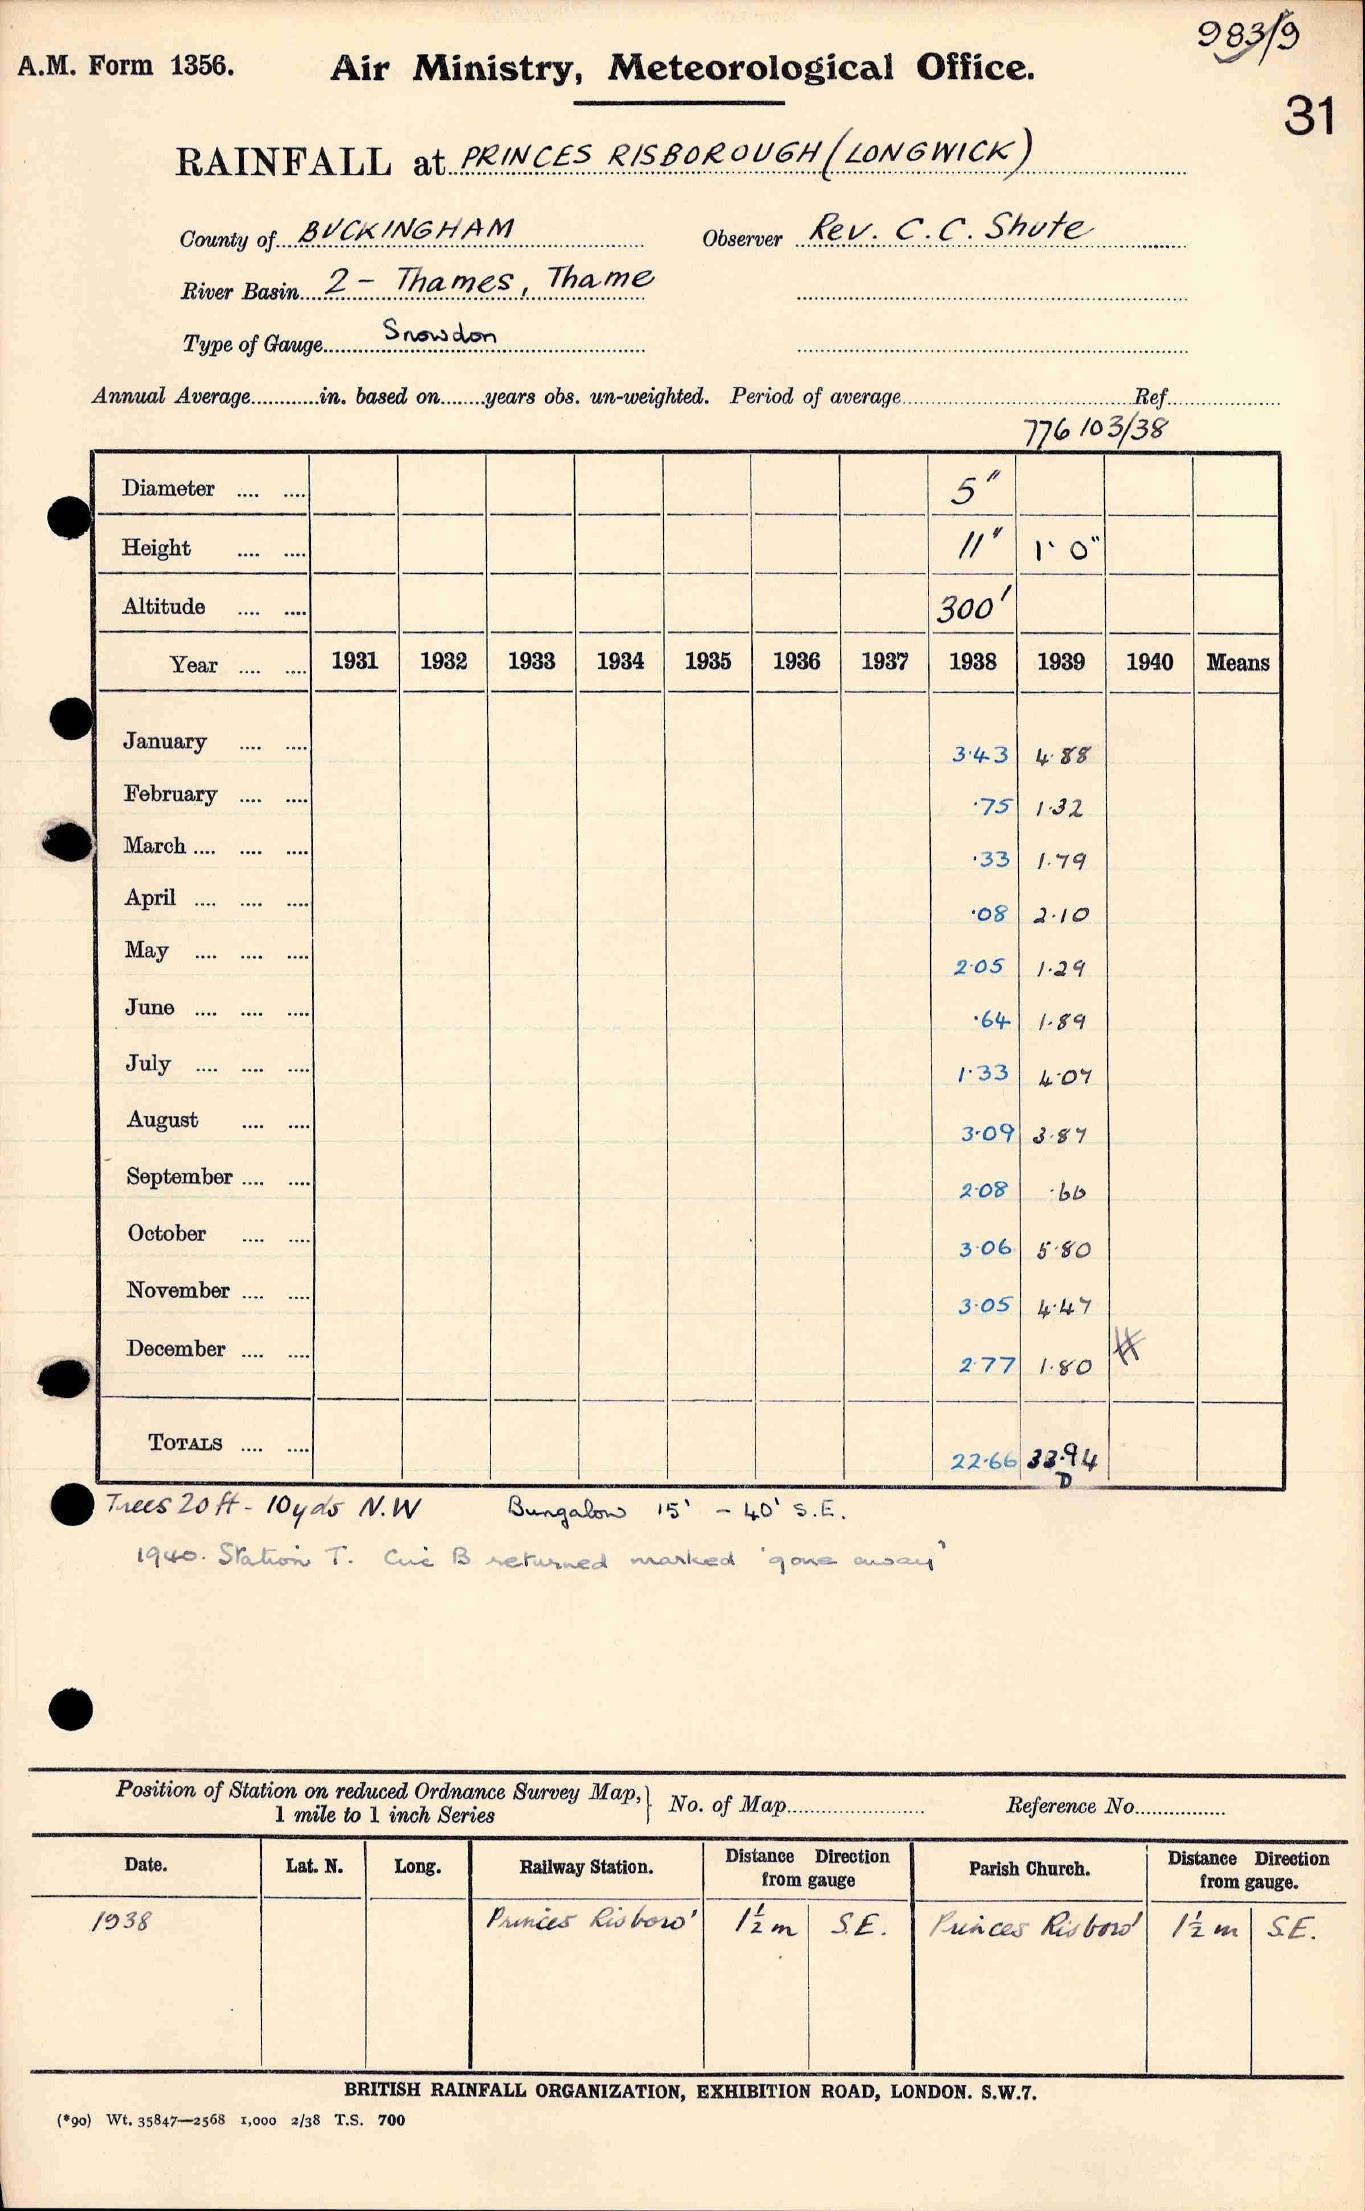 983/9
A.M. Form 1356. Air Ministry, Meteorological Office.
31
RAINFALL at PRINCES RISBOROUGH (LONGWICK)
County of BUCKINGHAM Observer Rev. C.C. Shute
River Basin 2 - Thames, Thame
Type of Gauge Snowdon
Annual Average............in. based on........years obs. un-weighted. Period of average........................ Ref....................
776103/38
Diameter .... .... 5"
Height .... .... 11" 1' 0"
Altitude .... .... 300'
Year .... .... 1931 1932 1933 1934 1935 1936 1937 1938 1939 1940 Means
January .... .... 3·43 4·88
February .... .... ·75 1·32
March .... .... .... ·33 1·79
April .... .... .... ·08 2·10
May .... .... .... 2·05 1·29
June .... .... .... ·64 1·89
July .... .... .... 1·33 4·07
August .... .... 3·09 3·87
September .... .... 2·08 ·66
October .... .... 3·06 5·80
November .... .... 3·05 4·47
December .... .... 2·77 1·80
TOTALS .... .... 22·66 33·94
D
Trees 20 ft - 10 yds N.W Bungalow 15' - 40' S.E.
1940. Station T. Circ B returned marked 'gone away'
Position of Station on reduced Ordnance Survey Map, No. of Map........................ Reference No................
1 mile to 1 inch Series
Date. Lat. N. Long. Railway Station. Distance Direction from gauge Parish Church. Distance Direction from gauge.
1938 Princes Risboro' 1½ m S.E. Princes Risboro' 1½ m S.E.
BRITISH RAINFALL ORGANIZATION, EXHIBITION ROAD, LONDON. S.W.7.
(*90) Wt. 35847—2568 1,000 2/38 T.S. 700